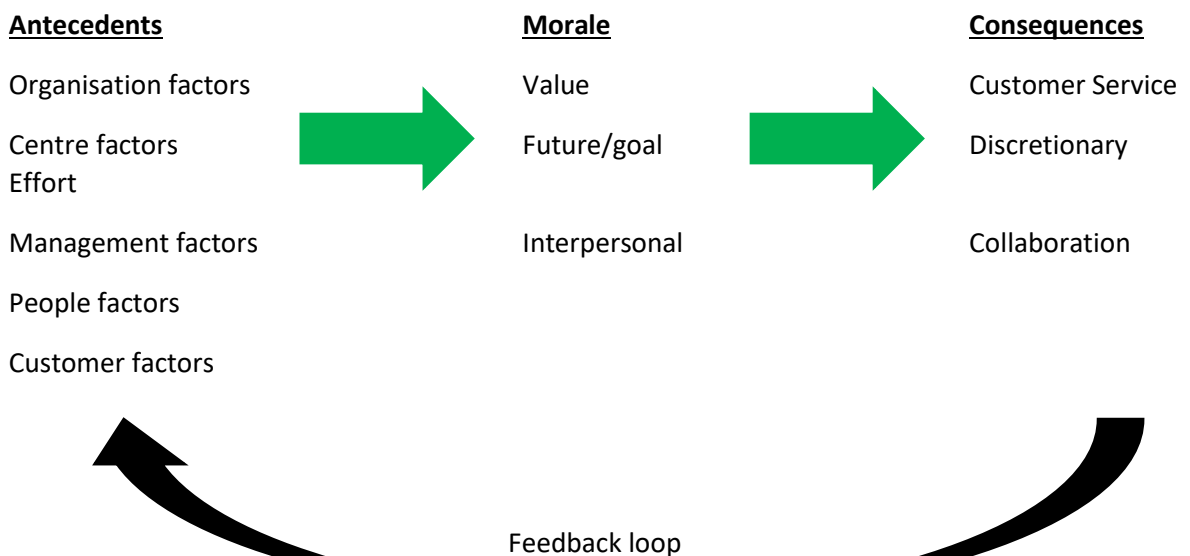 Antecedents Morale Consequences
Organisation factors Value Customer Service
Centre factors Future/goal Discretionary
Effort
Management factors Interpersonal Collaboration
People factors
Customer factors
Feedback loop